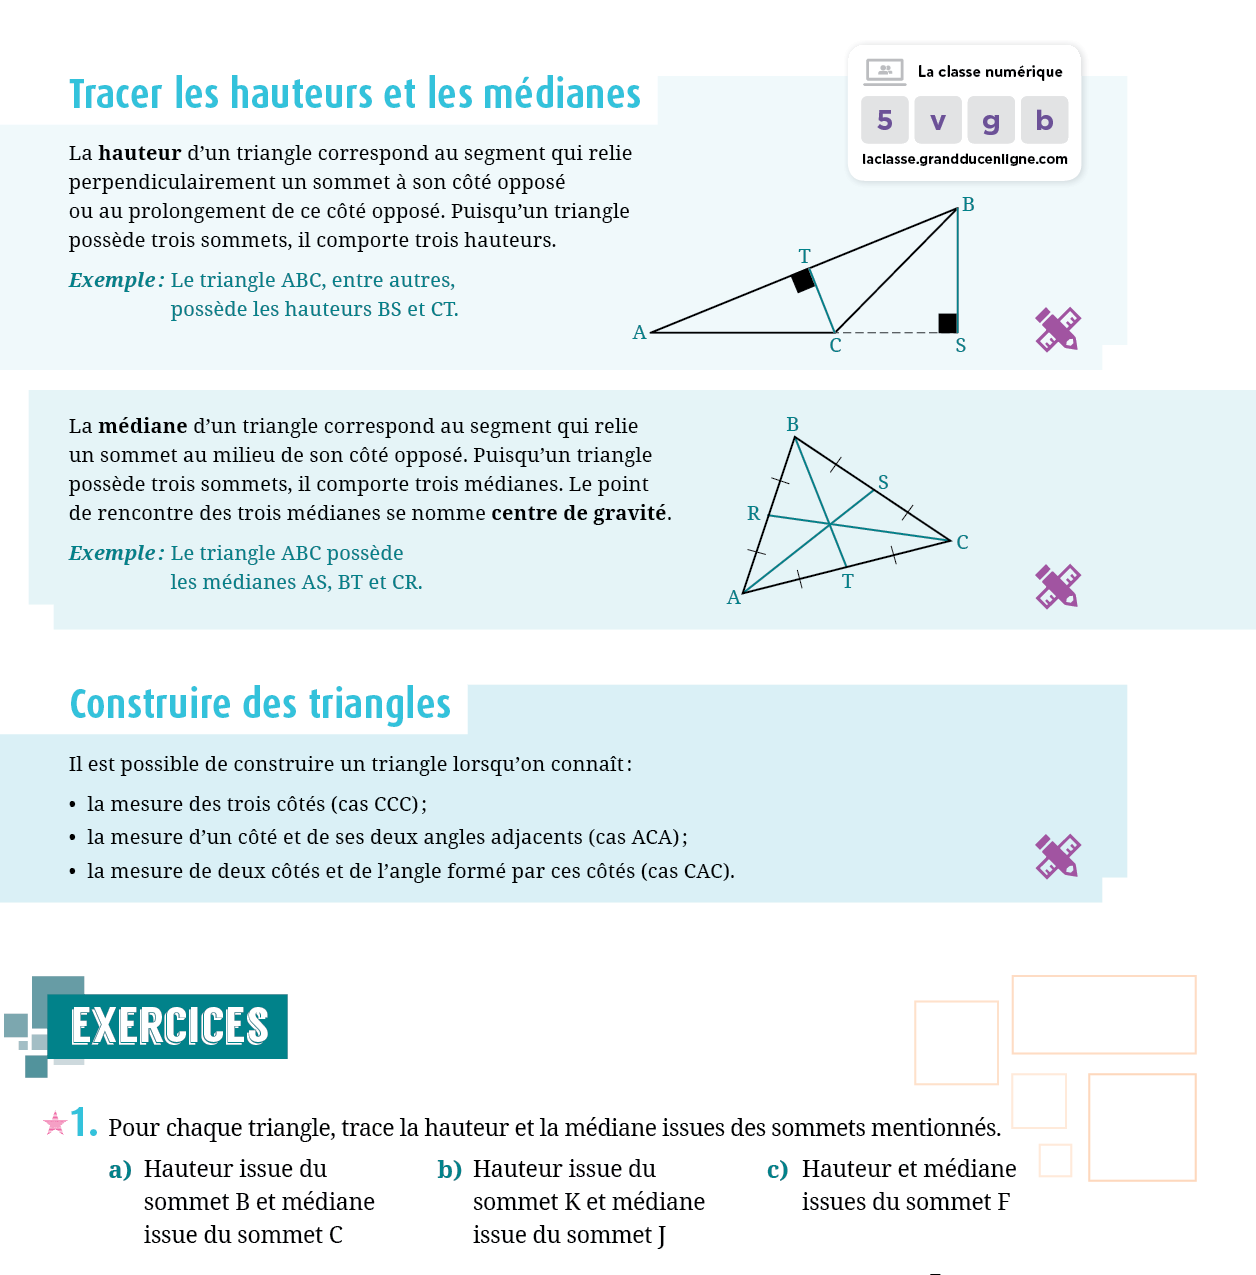 Tracer les hauteurs et les médianes
La classe numérique
5 v g b
laclasse.grandducenligne.com
La hauteur d’un triangle correspond au segment qui relie
perpendiculairement un sommet à son côté opposé
ou au prolongement de ce côté opposé. Puisqu’un triangle
possède trois sommets, il comporte trois hauteurs.
Exemple : Le triangle ABC, entre autres,
possède les hauteurs BS et CT.
B
T
A
C
S
La médiane d’un triangle correspond au segment qui relie
un sommet au milieu de son côté opposé. Puisqu’un triangle
possède trois sommets, il comporte trois médianes. Le point
de rencontre des trois médianes se nomme centre de gravité.
Exemple : Le triangle ABC possède
les médianes AS, BT et CR.
B
S
R
C
T
A
Construire des triangles
Il est possible de construire un triangle lorsqu’on connaît :
• la mesure des trois côtés (cas CCC) ;
• la mesure d’un côté et de ses deux angles adjacents (cas ACA) ;
• la mesure de deux côtés et de l’angle formé par ces côtés (cas CAC).
EXERCICES
1. Pour chaque triangle, trace la hauteur et la médiane issues des sommets mentionnés.
a) Hauteur issue du
sommet B et médiane
issue du sommet C
b) Hauteur issue du
sommet K et médiane
issue du sommet J
c) Hauteur et médiane
issues du sommet F